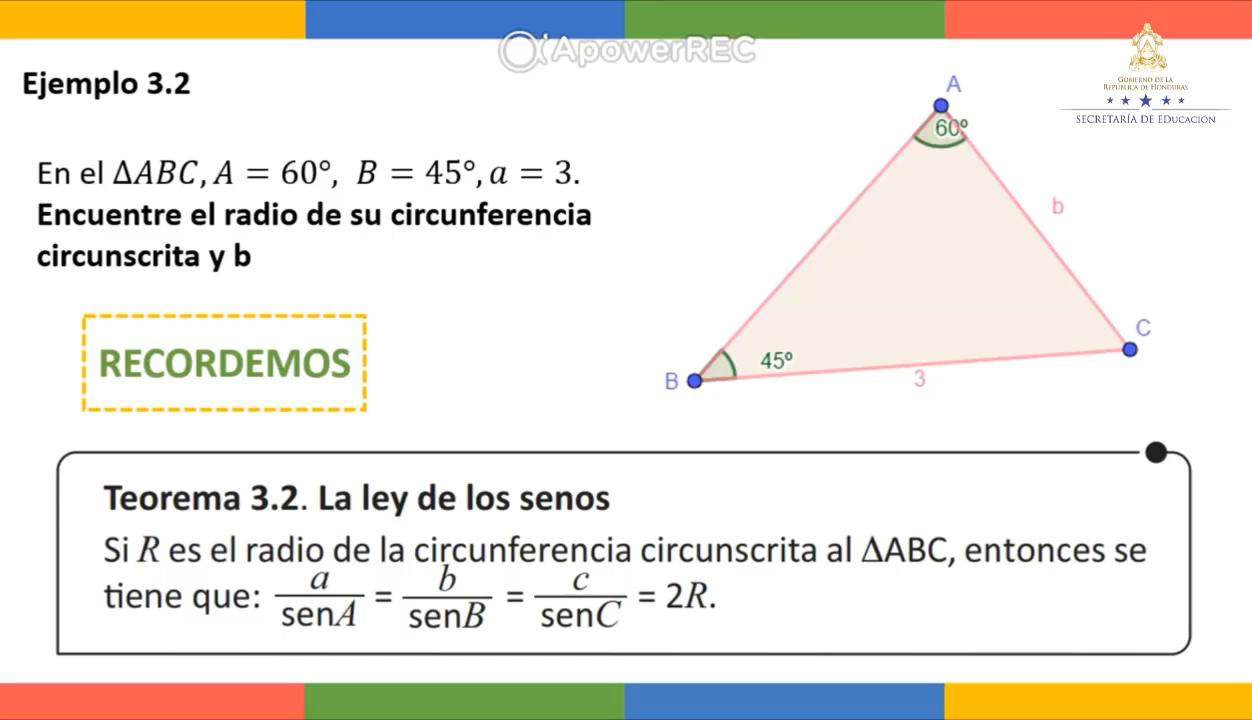 ApowerREC
Ejemplo 3.2
GOBIERNO DE LA
REPÚBLICA DE HONDURAS
SECRETARÍA DE EDUCACIÓN
En el ΔABC, A = 60°, B = 45°, a = 3.
Encuentre el radio de su circunferencia
circunscrita y b
A
60º
b
C
B
45º
3
RECORDEMOS
Teorema 3.2. La ley de los senos
Si R es el radio de la circunferencia circunscrita al ΔABC, entonces se
tiene que: a/senA = b/senB = c/senC = 2R.